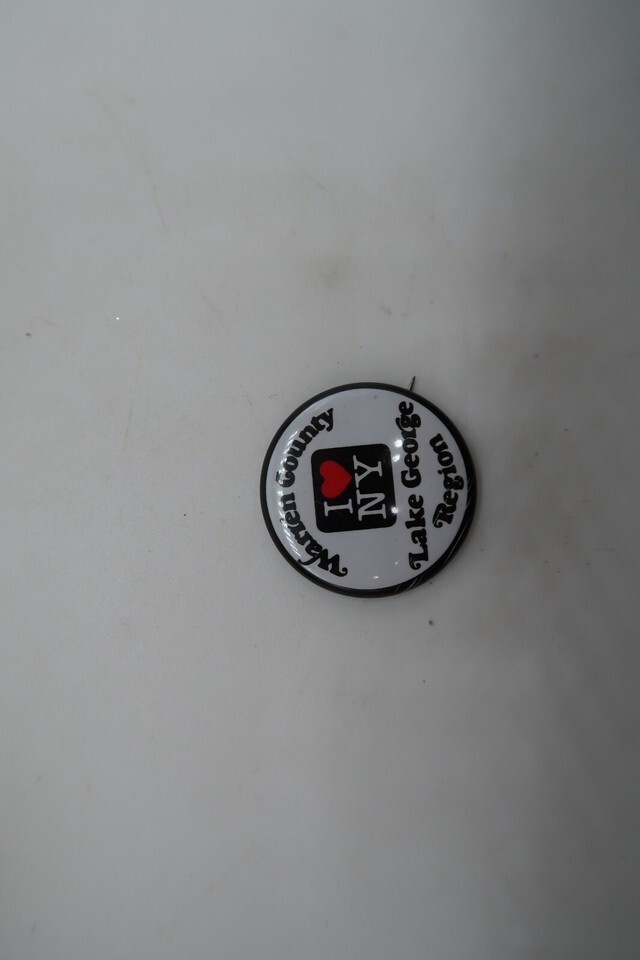 Warren County
I ❤ NY
Lake George
Region